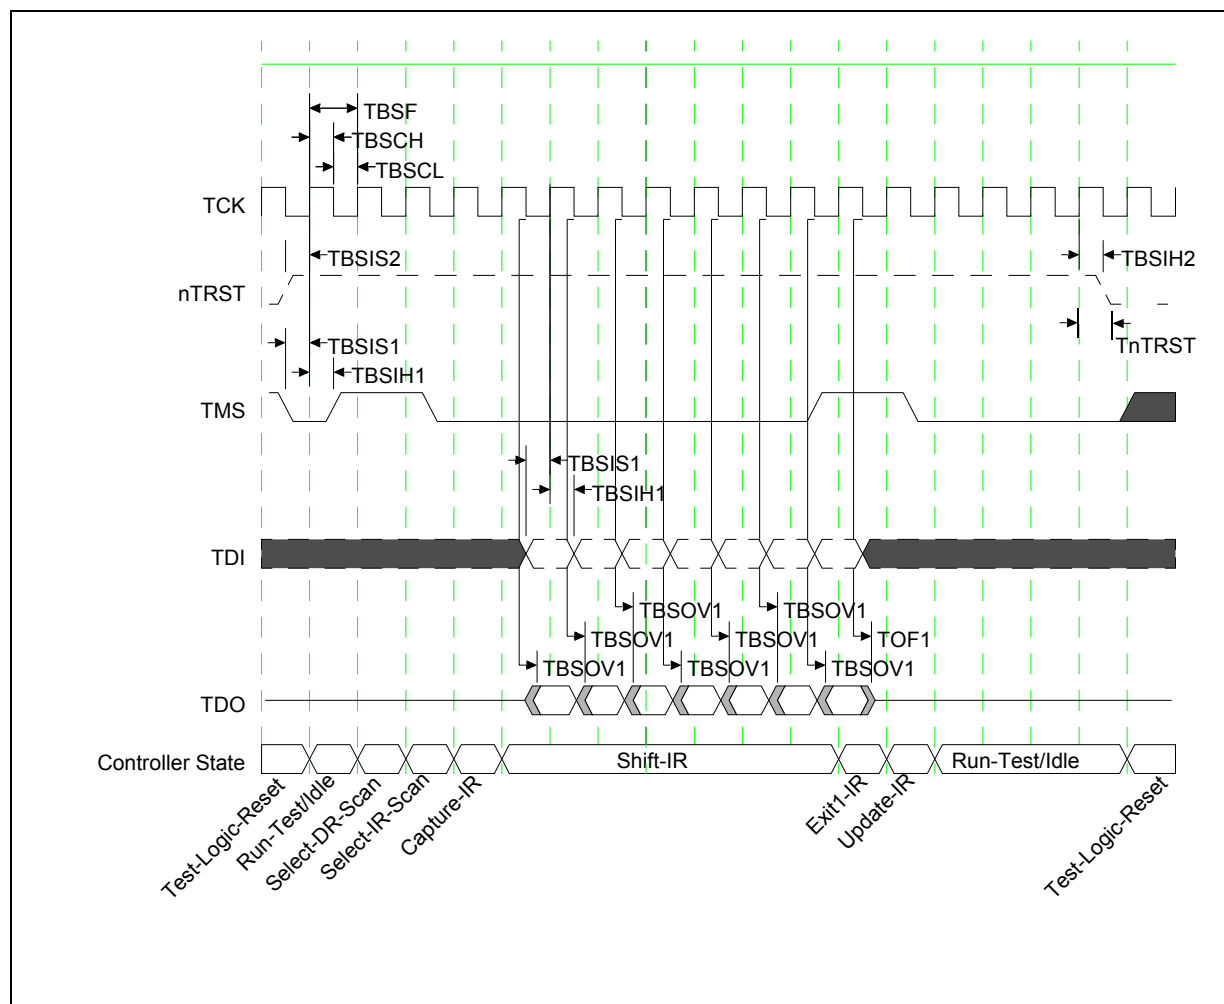 TBSF
TBSCH
TBSCL
TCK
TBSIS2
TBSIH2
nTRST
TBSIS1
TnTRST
TBSIH1
TMS
TBSIS1
TBSIH1
TDI
TBSOV1 TBSOV1
TBSOV1 TBSOV1 TOF1
TBSOV1 TBSOV1 TBSOV1
TDO
Controller State Shift-IR Run-Test/Idle
Test-Logic-Reset
Run-Test/Idle
Select-DR-Scan
Select-IR-Scan
Capture-IR
Exit1-IR
Update-IR
Test-Logic-Reset